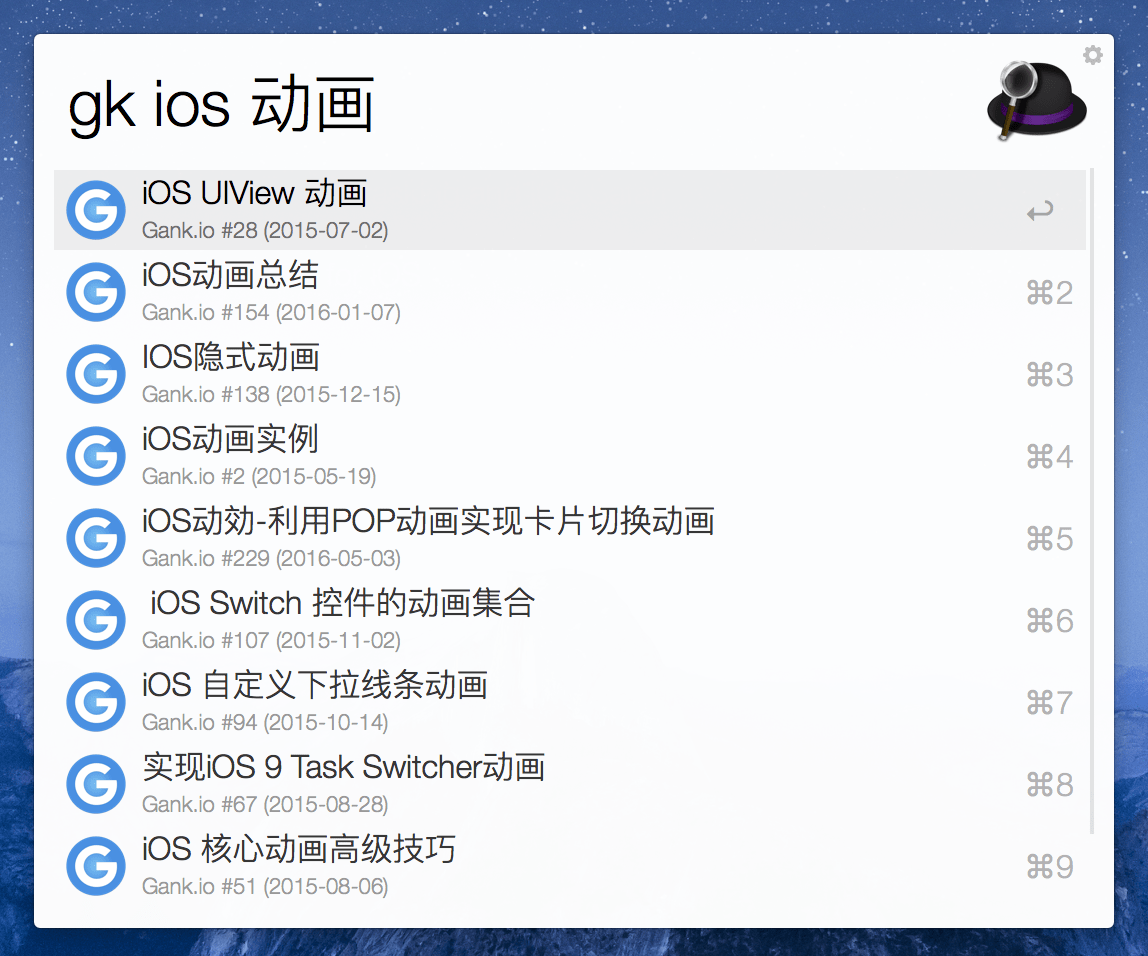 gk ios 动画
iOS UIView 动画
Gank.io #28 (2015-07-02)
iOS动画总结
Gank.io #154 (2016-01-07)
⌘2
IOS隐式动画
Gank.io #138 (2015-12-15)
⌘3
iOS动画实例
Gank.io #2 (2015-05-19)
⌘4
iOS动効-利用POP动画实现卡片切换动画
Gank.io #229 (2016-05-03)
⌘5
iOS Switch 控件的动画集合
Gank.io #107 (2015-11-02)
⌘6
iOS 自定义下拉线条动画
Gank.io #94 (2015-10-14)
⌘7
实现iOS 9 Task Switcher动画
Gank.io #67 (2015-08-28)
⌘8
iOS 核心动画高级技巧
Gank.io #51 (2015-08-06)
⌘9